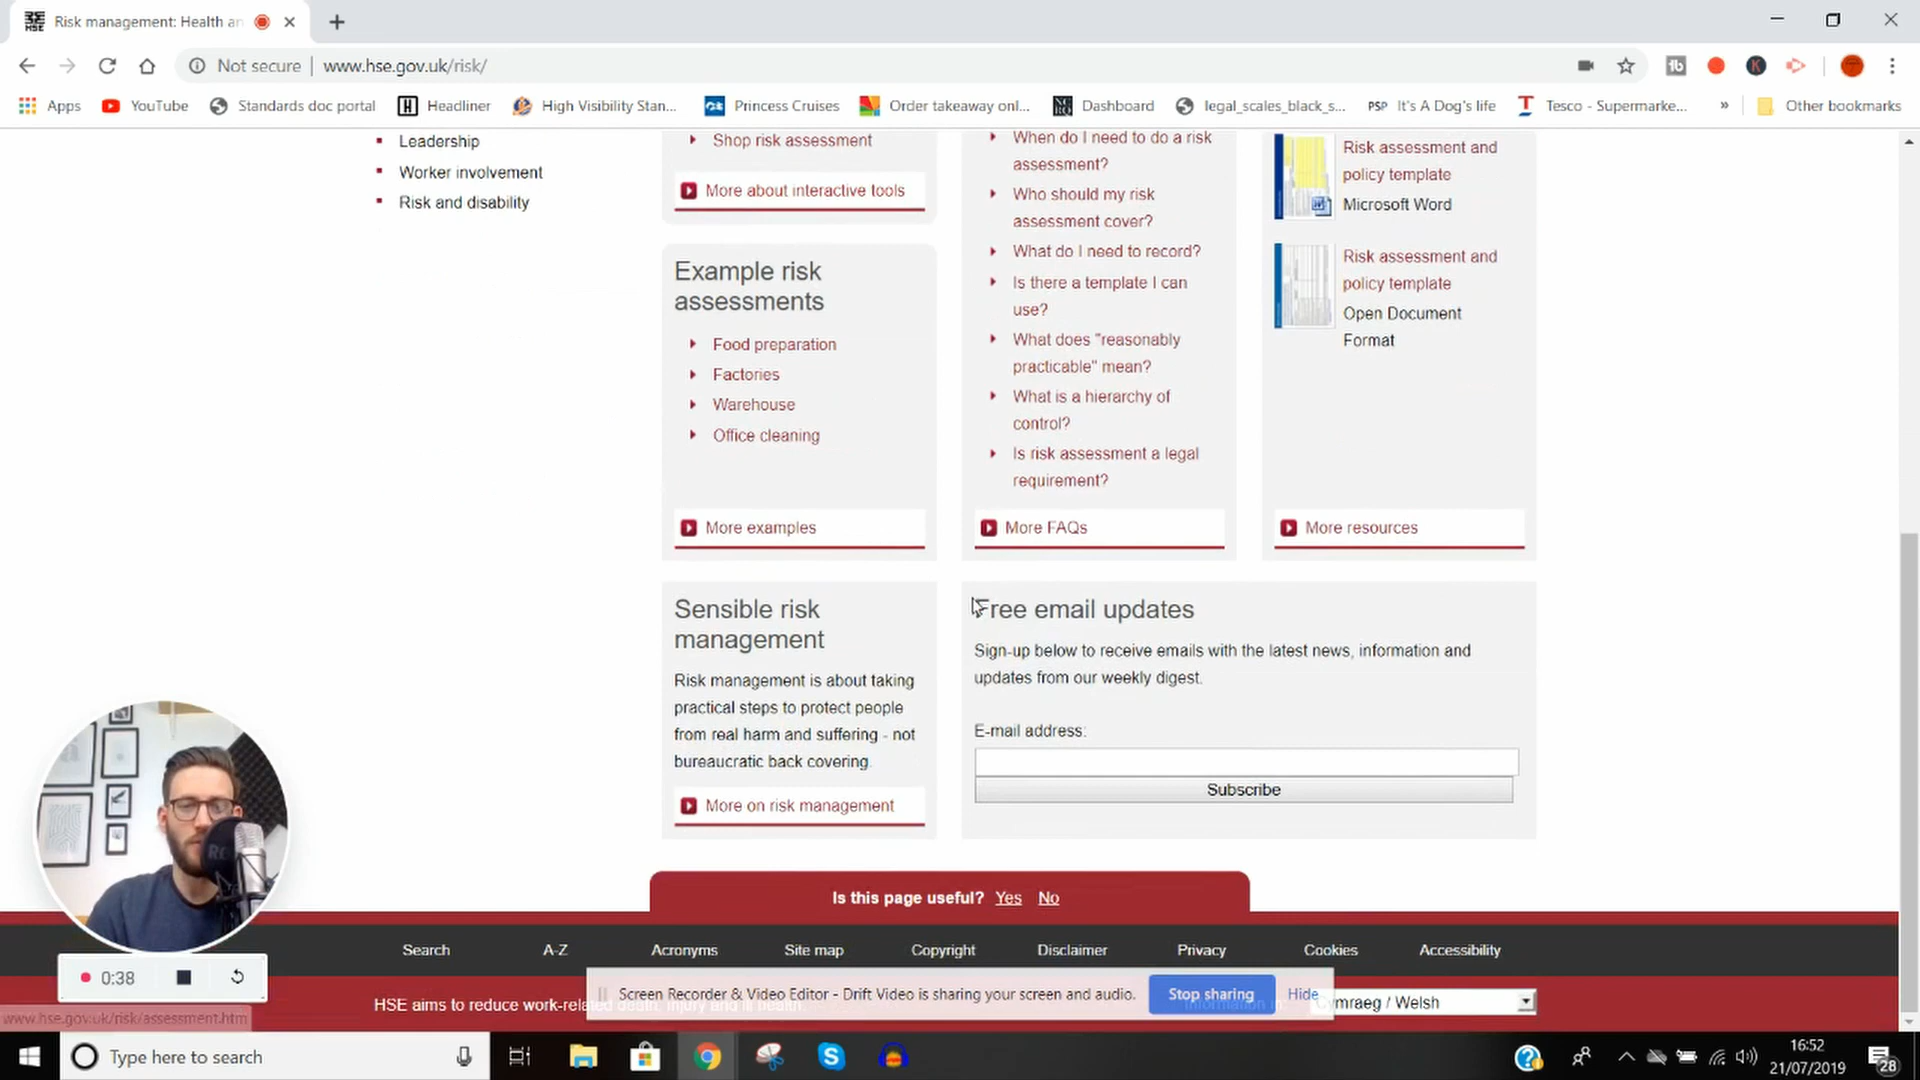 Risk management: Health an
Not secure
www.hse.gov.uk/risk/
Apps
YouTube
Standards doc portal
Headliner
High Visibility Stan...
Princess Cruises
Order takeaway onl...
Dashboard
legal_scales_black_s...
PSP It's A Dog's life
Tesco - Supermarke...
»
Other bookmarks
Leadership
Worker involvement
Risk and disability
Shop risk assessment
More about interactive tools
Example risk
assessments
Food preparation
Factories
Warehouse
Office cleaning
More examples
When do I need to do a risk
assessment?
Who should my risk
assessment cover?
What do I need to record?
Is there a template I can
use?
What does "reasonably
practicable" mean?
What is a hierarchy of
control?
Is risk assessment a legal
requirement?
More FAQs
Risk assessment and
policy template
Microsoft Word
Risk assessment and
policy template
Open Document
Format
More resources
Sensible risk
management
Risk management is about taking
practical steps to protect people
from real harm and suffering - not
bureaucratic back covering.
More on risk management
Free email updates
Sign-up below to receive emails with the latest news, information and
updates from our weekly digest.
E-mail address:
Subscribe
Is this page useful? Yes No
Search
A-Z
Acronyms
Site map
Copyright
Disclaimer
Privacy
Cookies
Accessibility
0:38
HSE aims to reduce work-related death, injury and ill health.
Screen Recorder & Video Editor - Drift Video is sharing your screen and audio.
Stop sharing
Hide
Information in:
Cymraeg / Welsh
www.hse.gov.uk/risk/assessment.htm
Type here to search
16:52
21/07/2019
28